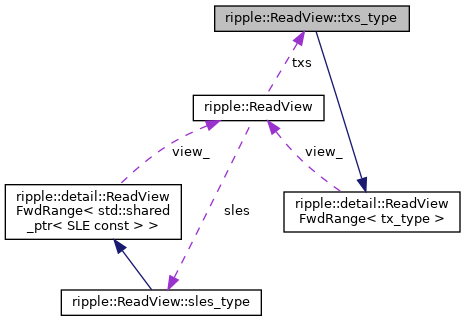 ripple::ReadView::txs_type
txs
ripple::ReadView
view_
view_
sles
ripple::detail::ReadView
FwdRange< std::shared
_ptr< SLE const > >
ripple::detail::ReadView
FwdRange< tx_type >
ripple::ReadView::sles_type